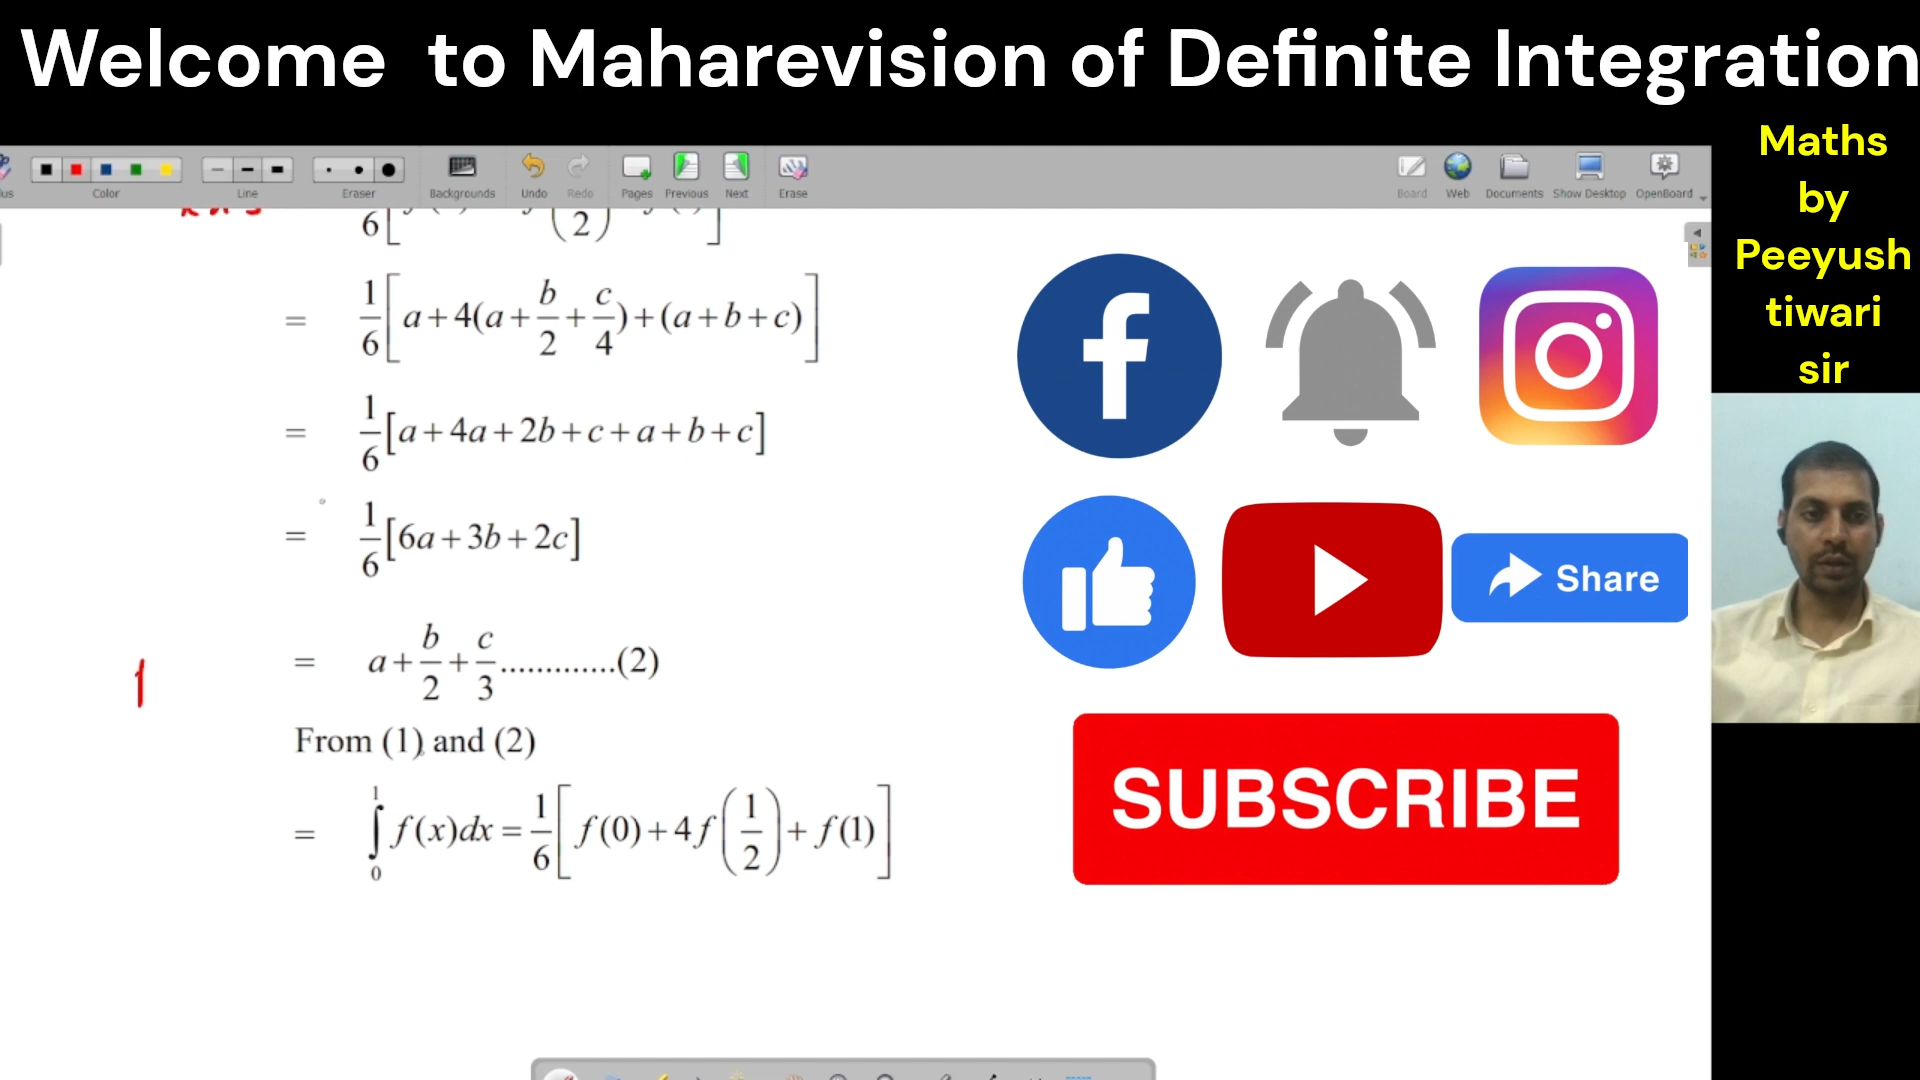 Welcome to Maharevision of Definite Integration
Maths
by
Peeyush
tiwari
sir
Color
Line
Eraser
Backgrounds
Undo
Redo
Pages
Previous
Next
Erase
Board
Web
Documents
Show Desktop
OpenBoard
= 1/6[a+4(a+b/2+c/4)+(a+b+c)]
= 1/6[a+4a+2b+c+a+b+c]
= 1/6[6a+3b+2c]
= a+b/2+c/3.............(2)
From (1) and (2)
= ∫₀¹ f(x)dx = 1/6[f(0)+4f(1/2)+f(1)]
1
Share
SUBSCRIBE